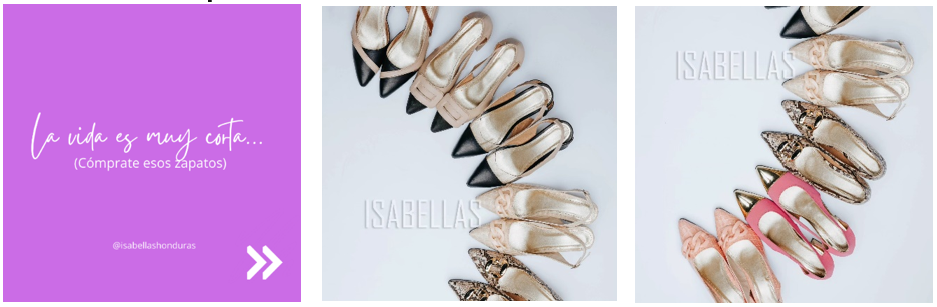 La vida es muy corta...
(Cómprate esos zapatos)
@isabellashonduras
ISABELLAS
ISABELLAS